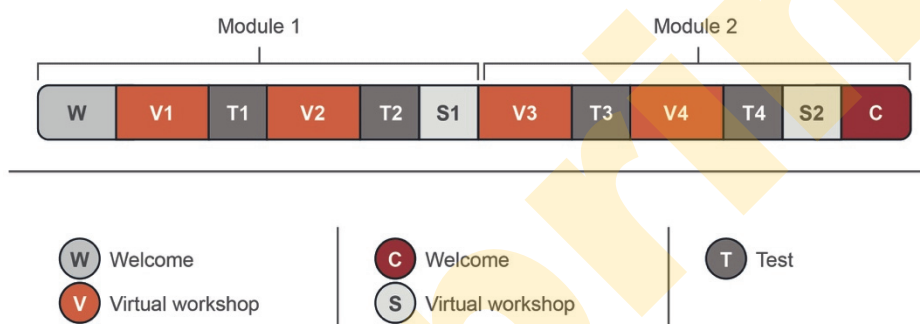 Module 1 Module 2
W V1 T1 V2 T2 S1 V3 T3 V4 T4 S2 C
W Welcome C Welcome T Test
V Virtual workshop S Virtual workshop